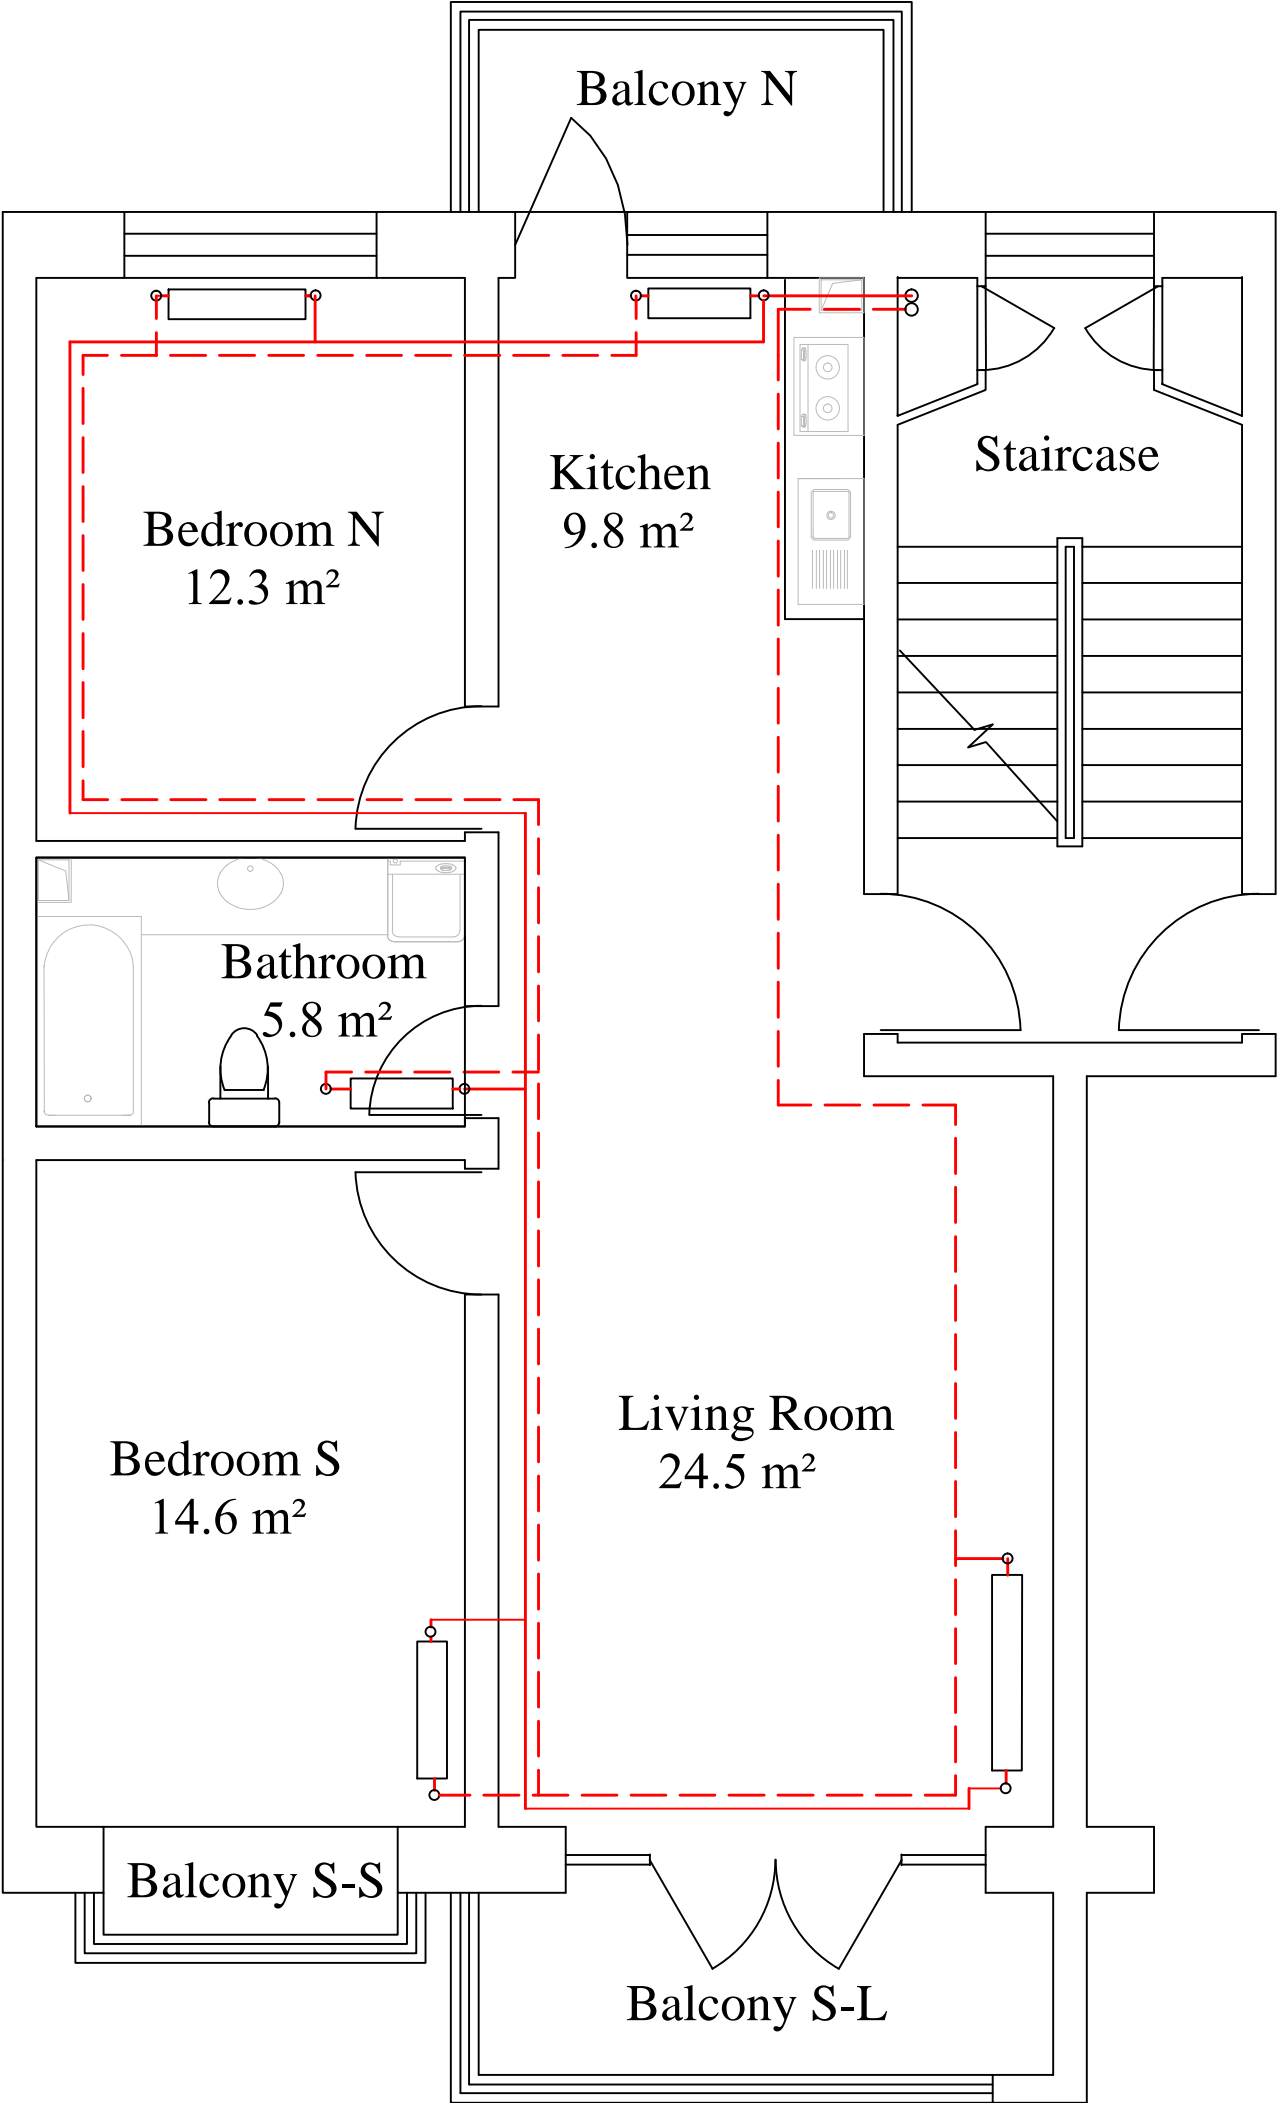 Balcony N
Staircase
Kitchen
9.8 m²
Bedroom N
12.3 m²
Bathroom
5.8 m²
Living Room
24.5 m²
Bedroom S
14.6 m²
Balcony S-S
Balcony S-L